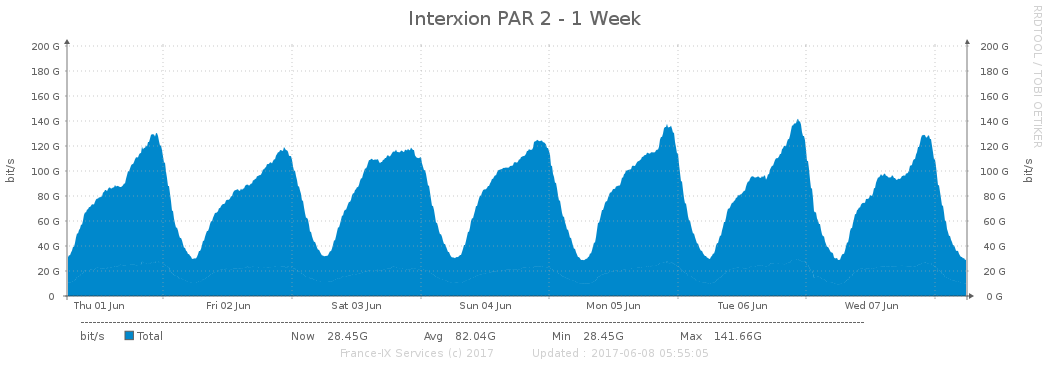 Interxion PAR 2 - 1 Week
RRDTOOL / TOBI OETIKER
bit/s
200 G
180 G
160 G
140 G
120 G
100 G
80 G
60 G
40 G
20 G
0
200 G
180 G
160 G
140 G
120 G
100 G
80 G
60 G
40 G
20 G
0 G
bit/s
Thu 01 Jun Fri 02 Jun Sat 03 Jun Sun 04 Jun Mon 05 Jun Tue 06 Jun Wed 07 Jun
bit/s Total Now 28.45G Avg 82.04G Min 28.45G Max 141.66G
France-IX Services (c) 2017 Updated : 2017-06-08 05:55:05